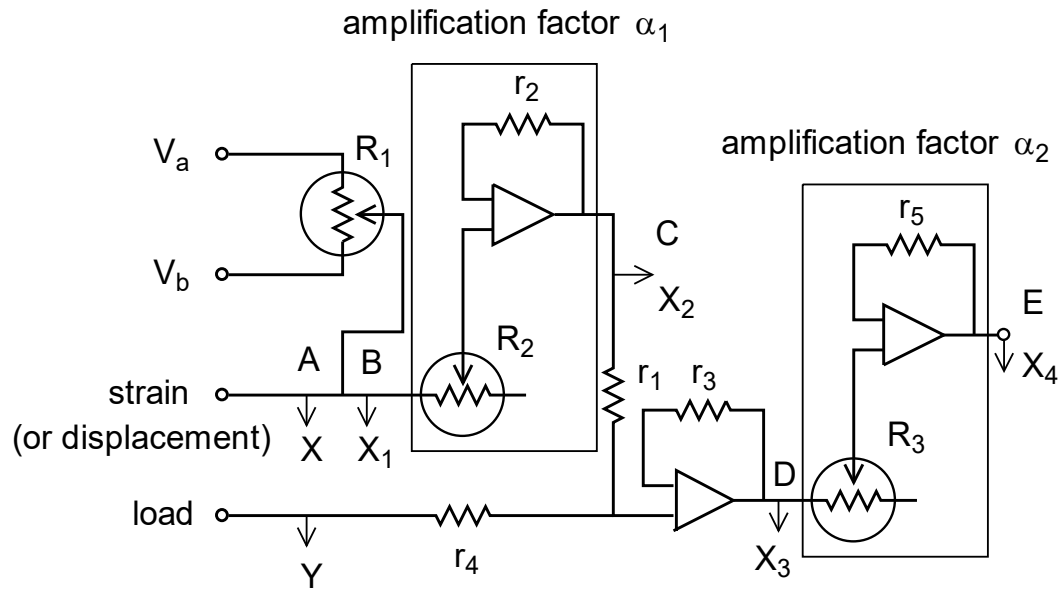 amplification factor α₁
r₂
Vₐ
R₁
amplification factor α₂
r₅
V_b
C
X₂
E
X₄
A
B
R₂
strain
(or displacement)
X
X₁
r₁
r₃
R₃
D
load
r₄
Y
X₃